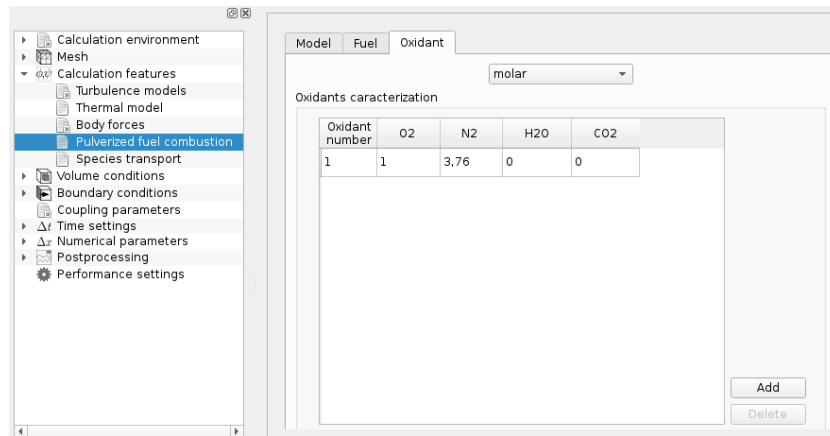 Calculation environment
Mesh
φ,ψ Calculation features
Turbulence models
Thermal model
Body forces
Pulverized fuel combustion
Species transport
Volume conditions
Boundary conditions
Coupling parameters
Δt Time settings
Δx Numerical parameters
Postprocessing
Performance settings
Model Fuel Oxidant
molar
Oxidants caracterization
Oxidant number O2 N2 H2O CO2
1 1 3,76 0 0
Add
Delete